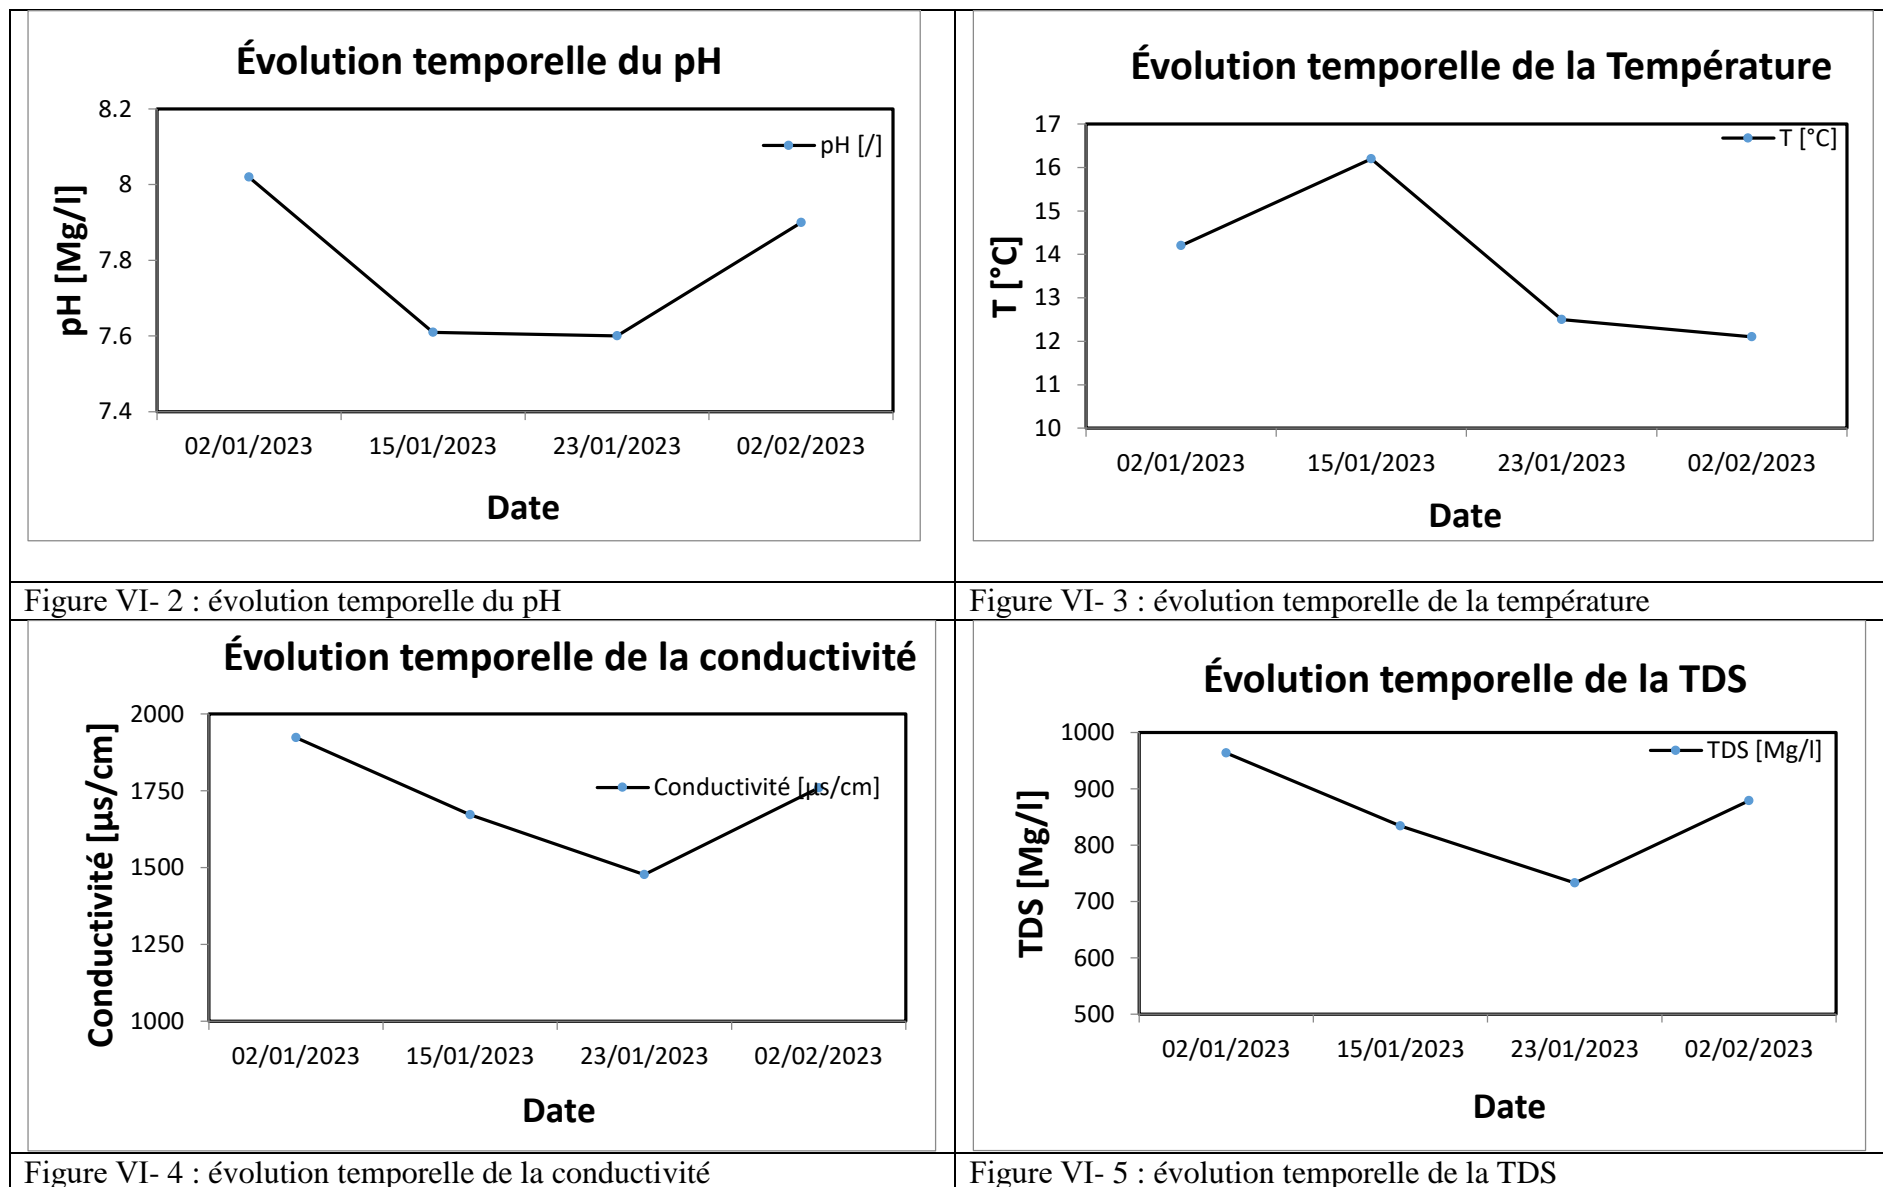 Évolution temporelle du pH
8.2
8
7.8
7.6
7.4
pH [Mg/l]
pH [/]
02/01/2023 15/01/2023 23/01/2023 02/02/2023
Date
Évolution temporelle de la Température
17
16
15
14
13
12
11
10
T [°C]
T [°C]
02/01/2023 15/01/2023 23/01/2023 02/02/2023
Date
Figure VI- 2 : évolution temporelle du pH
Figure VI- 3 : évolution temporelle de la température
Évolution temporelle de la conductivité
2000
1750
1500
1250
1000
Conductivité [µs/cm]
Conductivité [µs/cm]
02/01/2023 15/01/2023 23/01/2023 02/02/2023
Date
Évolution temporelle de la TDS
1000
900
800
700
600
500
TDS [Mg/l]
TDS [Mg/l]
02/01/2023 15/01/2023 23/01/2023 02/02/2023
Date
Figure VI- 4 : évolution temporelle de la conductivité
Figure VI- 5 : évolution temporelle de la TDS